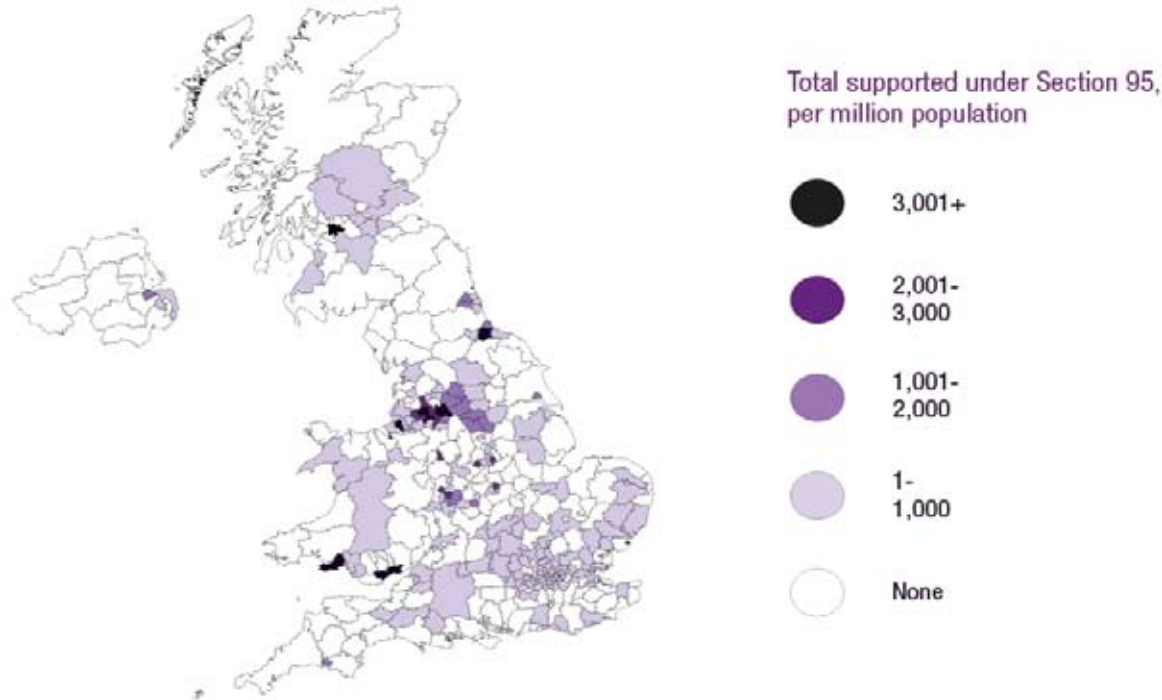 Total supported under Section 95,
per million population
3,001+
2,001-
3,000
1,001-
2,000
1-
1,000
None